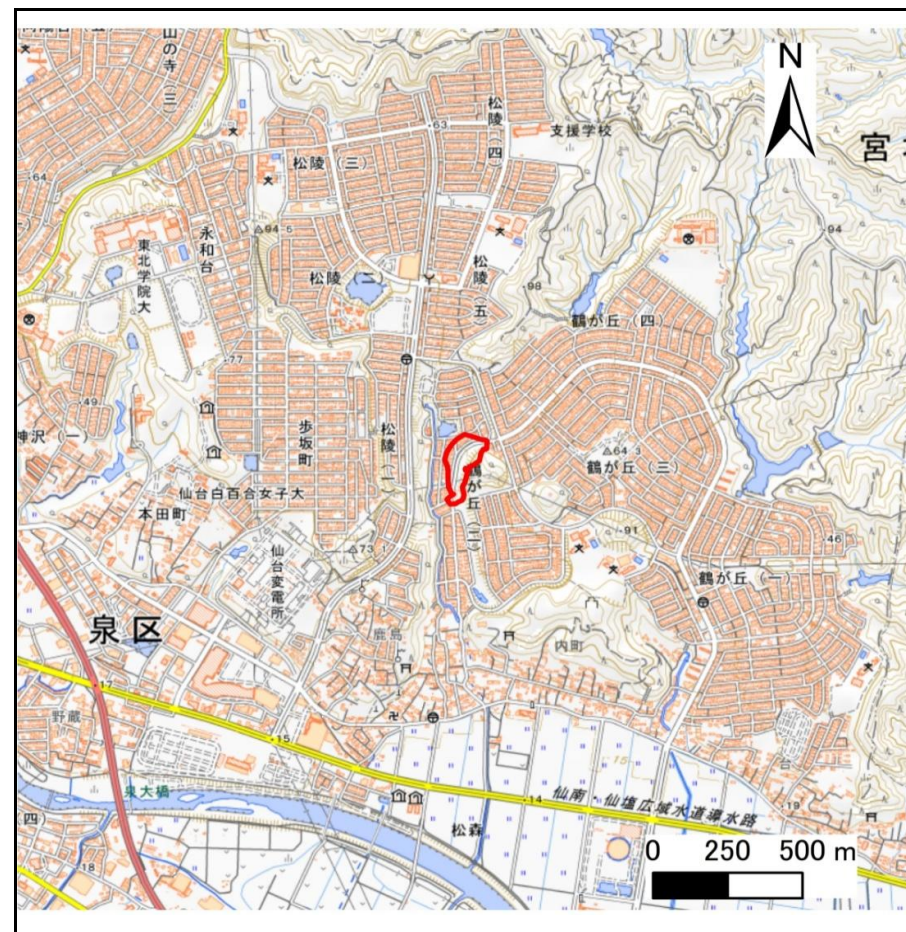 山の寺(三)
N
63
松陵(四)
支援学校
宮
松陵(三)
64
永和台
94.5
東北学院大
松陵(二)
松陵(五)
98
94
鶴が丘(四)
77
49
神沢(一)
歩坂町
松陵(一)
64.3
鶴が丘(三)
仙台白百合女子大
本田町
鶴が丘(二)
91
46
73.1
仙台変電所
鶴が丘(一)
泉区
鹿島
内町
17
野蔵
15
15
台
泉大橋
14
仙南・仙塩広域水道導水路
19
(四)
松森
18
0 250 500 m